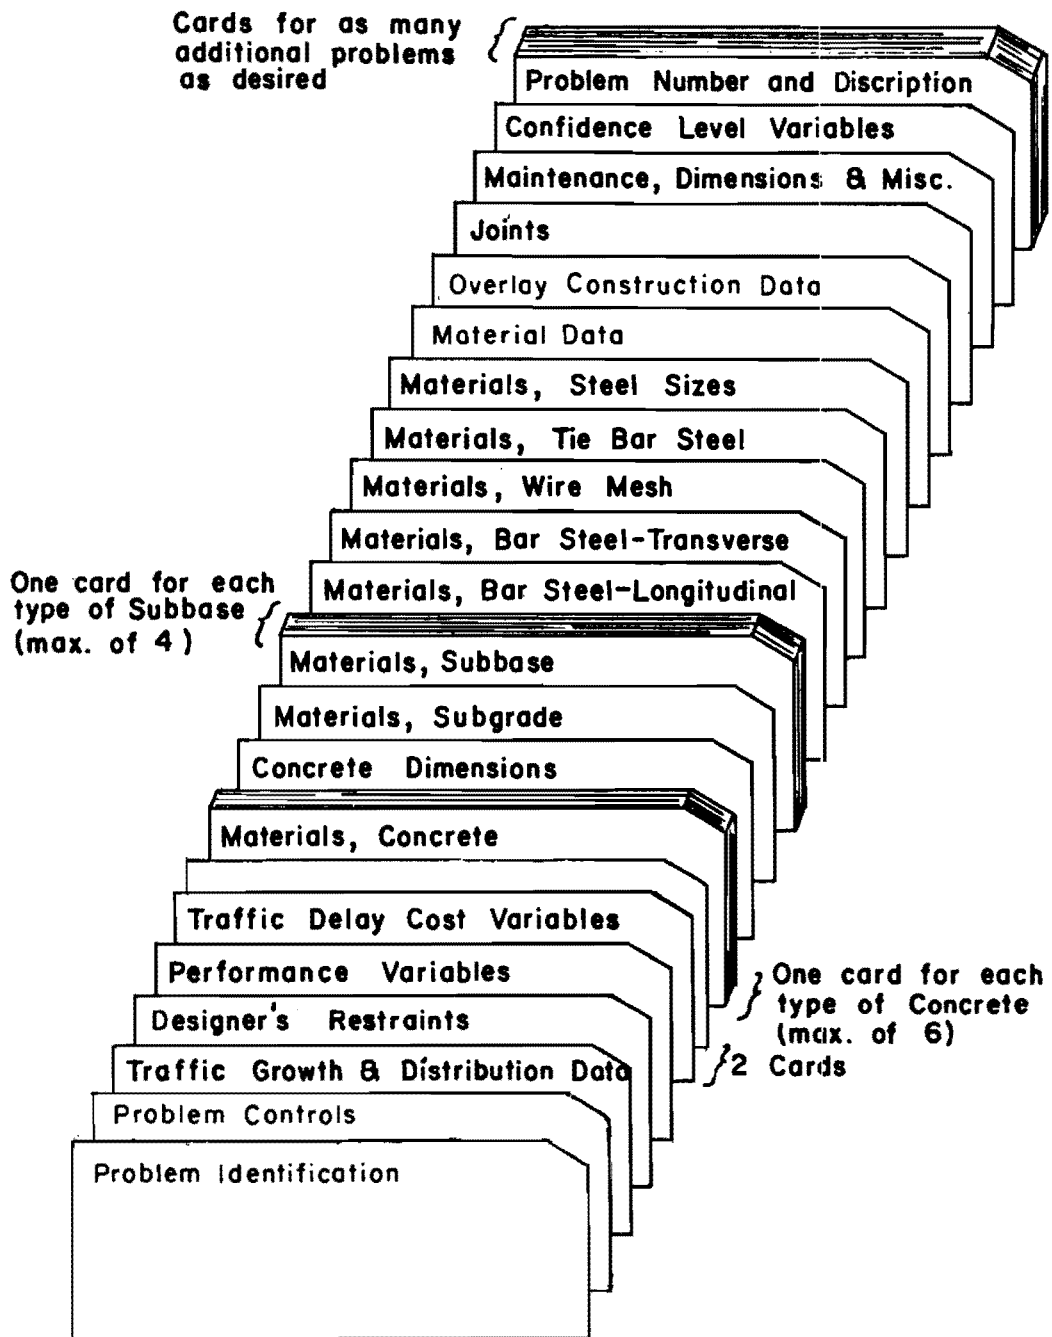 Cards for as many
additional problems
as desired
Problem Number and Discription
Confidence Level Variables
Maintenance, Dimensions & Misc.
Joints
Overlay Construction Data
Material Data
Materials, Steel Sizes
Materials, Tie Bar Steel
Materials, Wire Mesh
Materials, Bar Steel-Transverse
Materials, Bar Steel-Longitudinal
One card for each
type of Subbase
(max. of 4)
Materials, Subbase
Materials, Subgrade
Concrete Dimensions
Materials, Concrete
Traffic Delay Cost Variables
Performance Variables
One card for each
type of Concrete
(max. of 6)
Designer's Restraints
2 Cards
Traffic Growth & Distribution Data
Problem Controls
Problem Identification